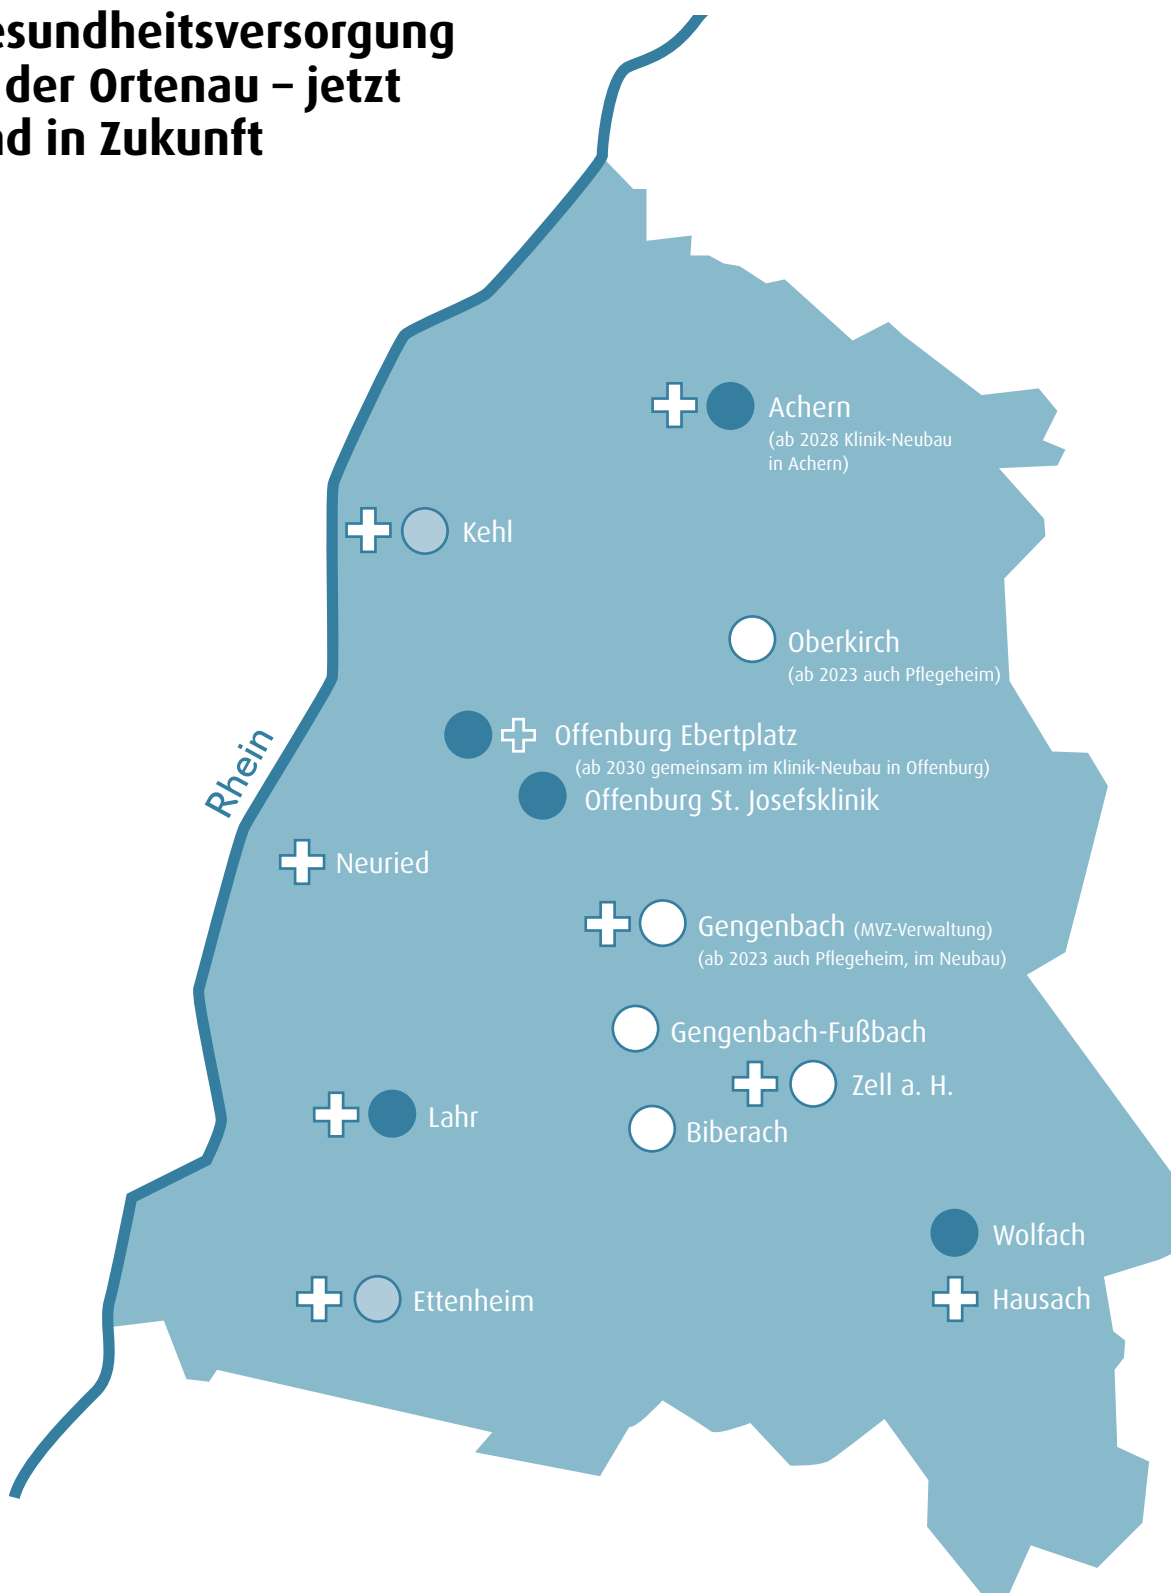 esundheitsversorgung
der Ortenau – jetzt
d in Zukunft
Achern
(ab 2028 Klinik-Neubau
in Achern)
Kehl
Oberkirch
(ab 2023 auch Pflegeheim)
Offenburg Ebertplatz
(ab 2030 gemeinsam im Klinik-Neubau in Offenburg)
Offenburg St. Josefsklinik
Rhein
Neuried
Gengenbach (MVZ-Verwaltung)
(ab 2023 auch Pflegeheim, im Neubau)
Gengenbach-Fußbach
Zell a. H.
Lahr
Biberach
Wolfach
Ettenheim
Hausach